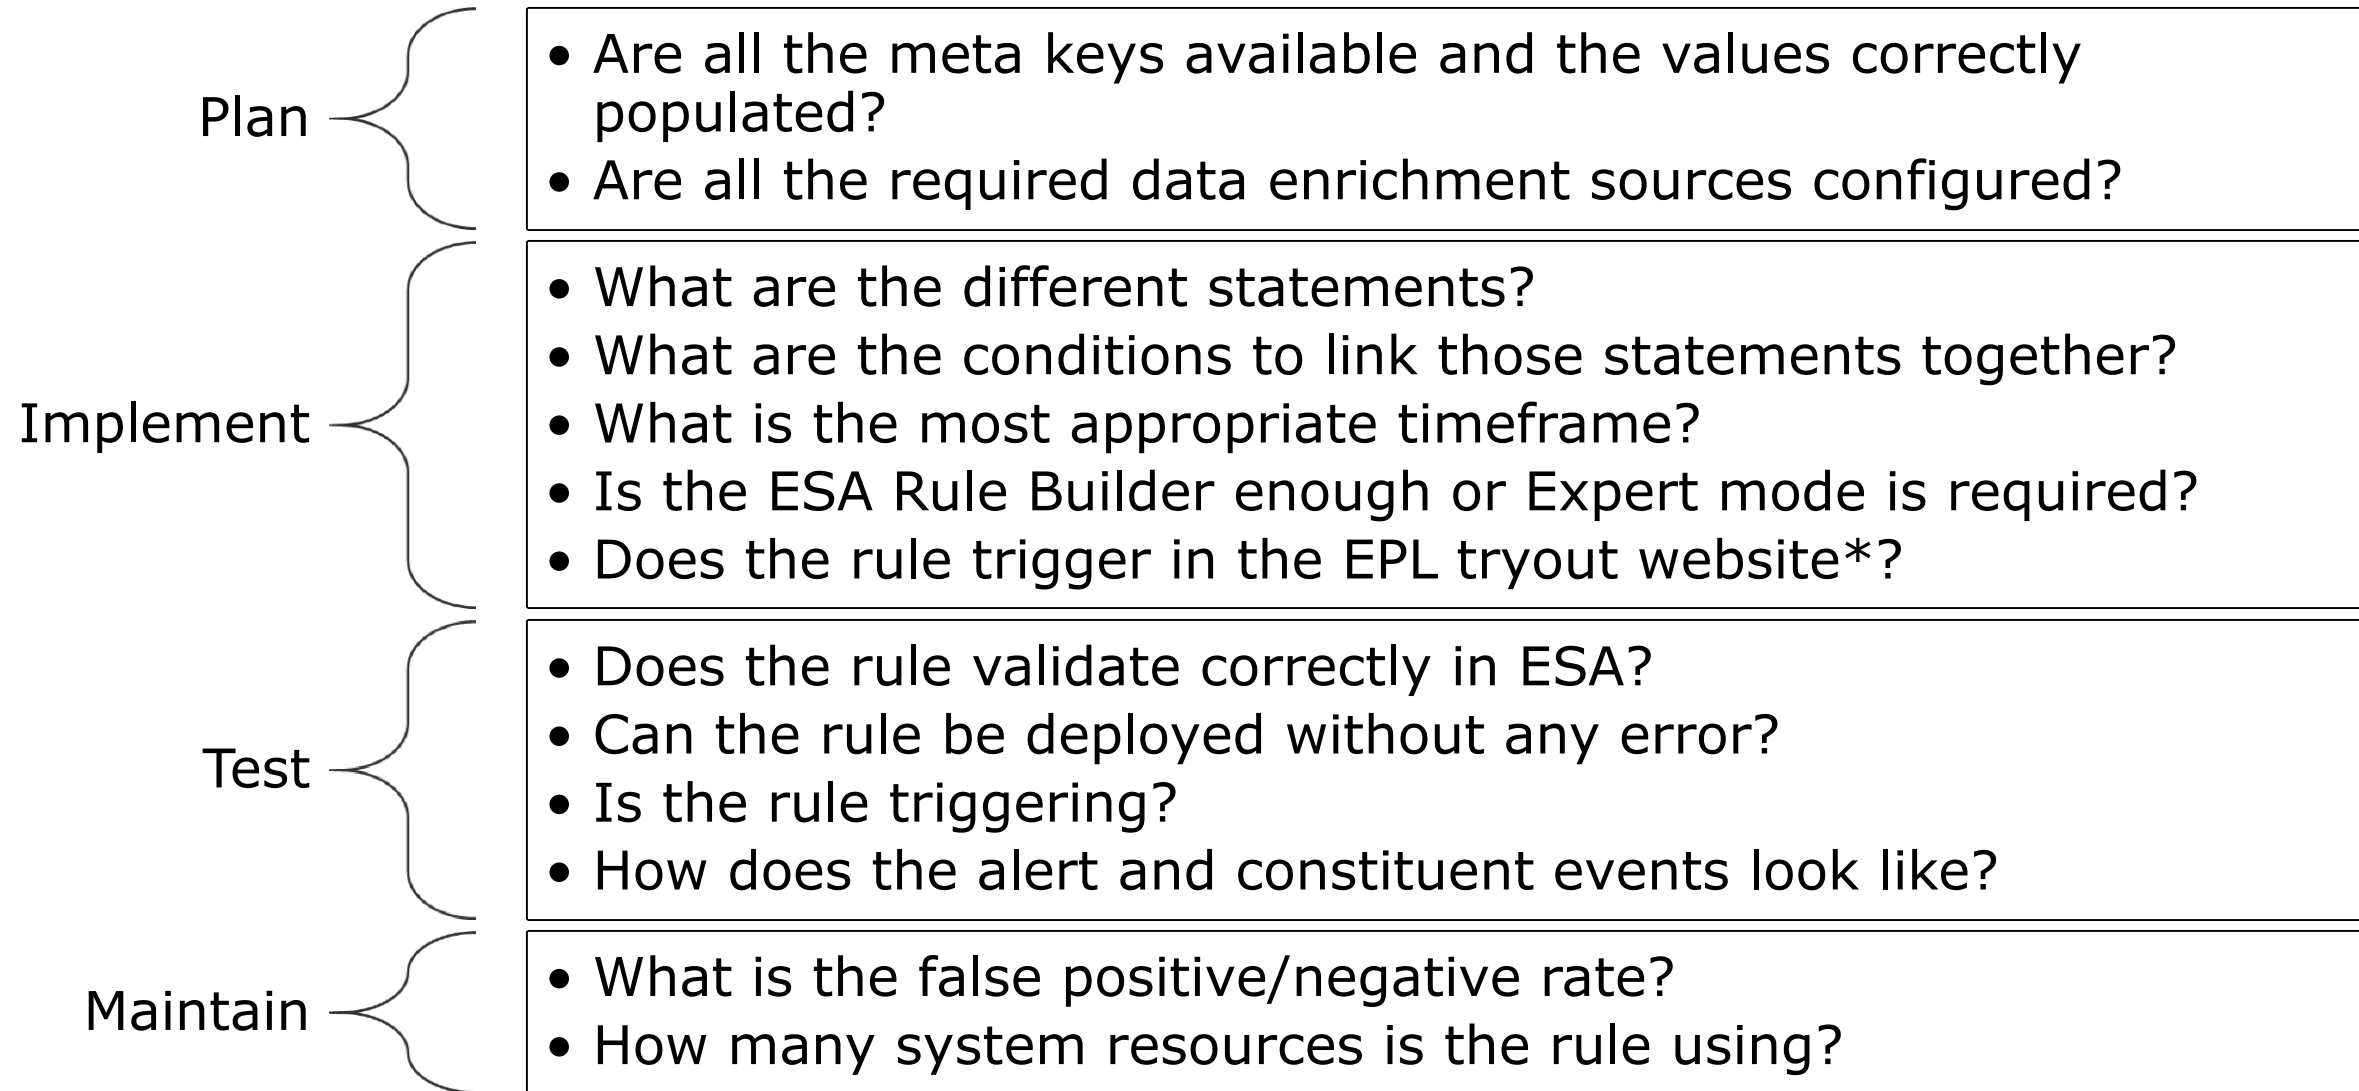 Plan
• Are all the meta keys available and the values correctly
populated?
• Are all the required data enrichment sources configured?
Implement
• What are the different statements?
• What are the conditions to link those statements together?
• What is the most appropriate timeframe?
• Is the ESA Rule Builder enough or Expert mode is required?
• Does the rule trigger in the EPL tryout website*?
Test
• Does the rule validate correctly in ESA?
• Can the rule be deployed without any error?
• Is the rule triggering?
• How does the alert and constituent events look like?
Maintain
• What is the false positive/negative rate?
• How many system resources is the rule using?